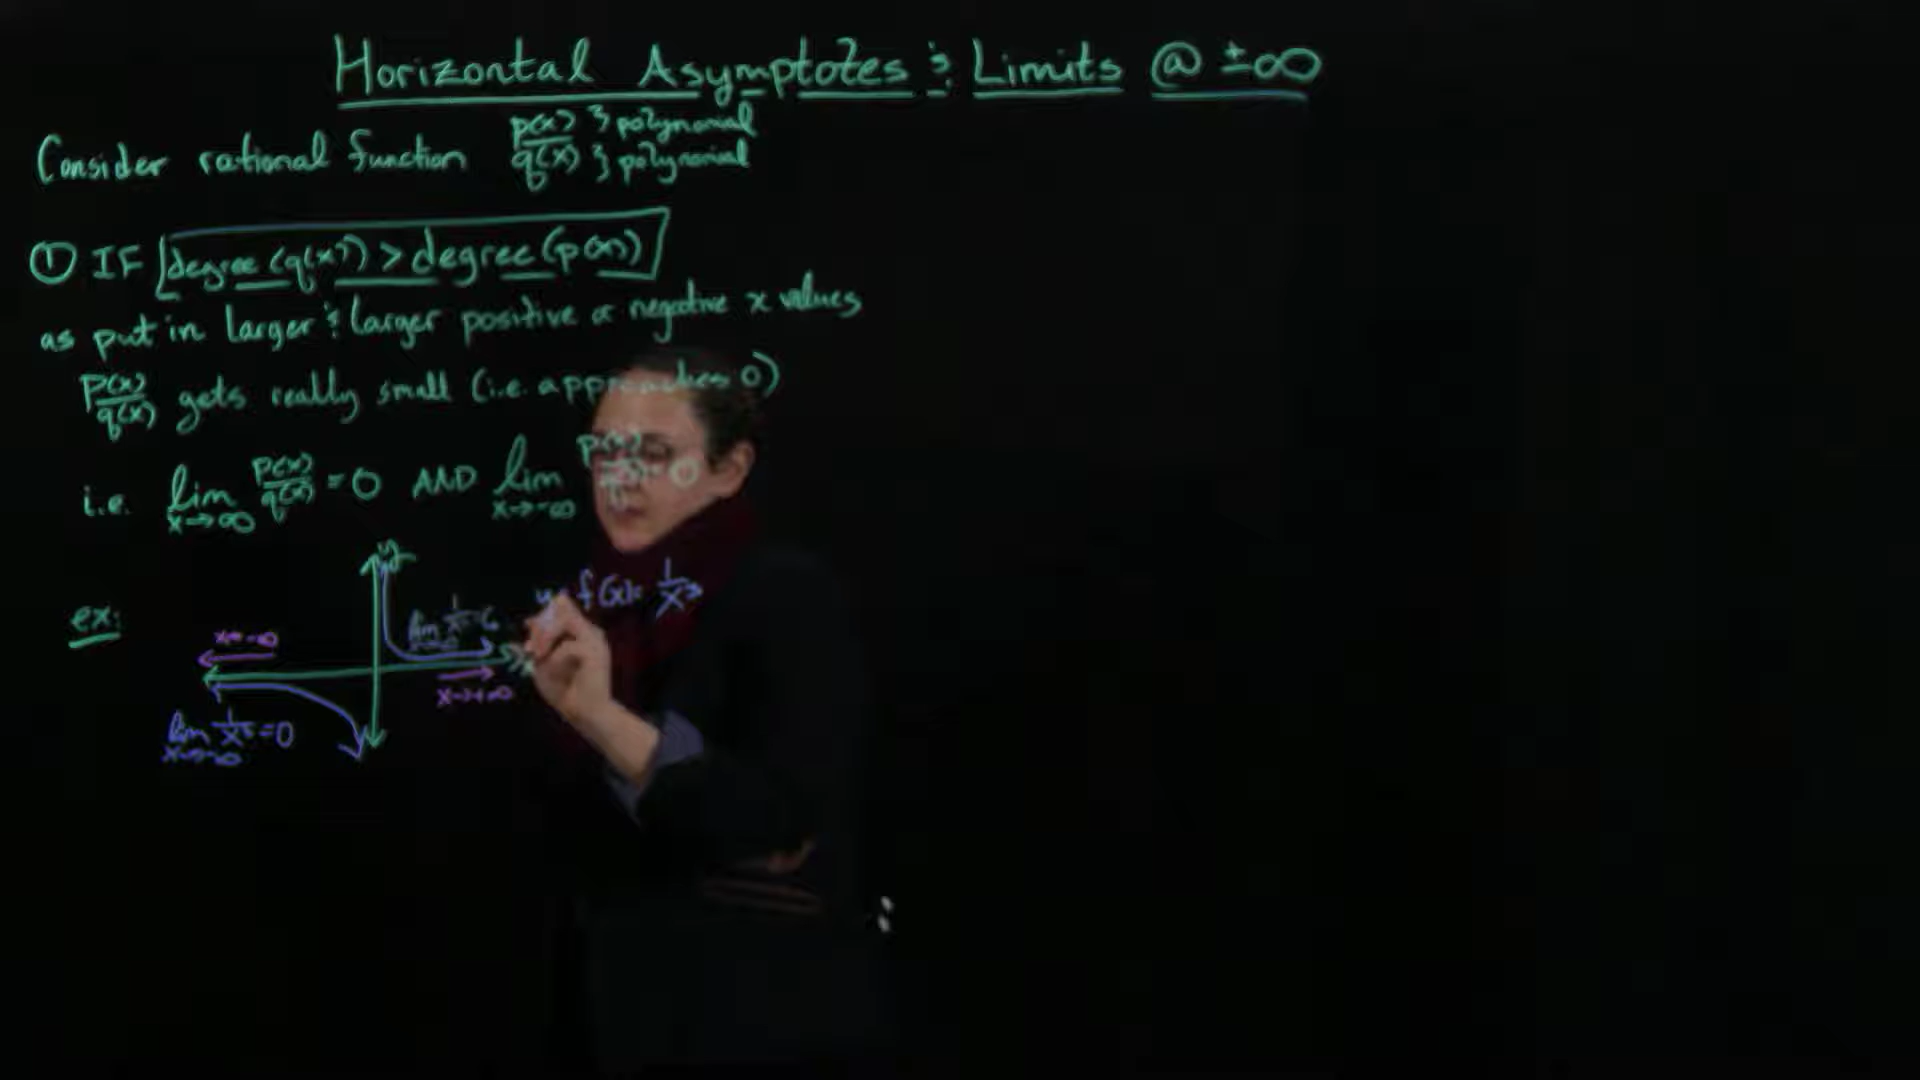 Horizontal Asymptotes & Limits @ ±∞
Consider rational function p(x) } polynomial
q(x) } polynomial
① IF degree(q(x)) > degree(p(x))
as put in larger & larger positive or negative x values
p(x)/q(x) gets really small (i.e. approaches 0)
i.e. lim x→∞ p(x)/q(x) = 0 AND lim x→-∞ p(x)/q(x) = 0
y
ex:
y = f(x) = 1/x³
x→-∞
x
x→+∞
lim x→-∞ 1/x³ = 0